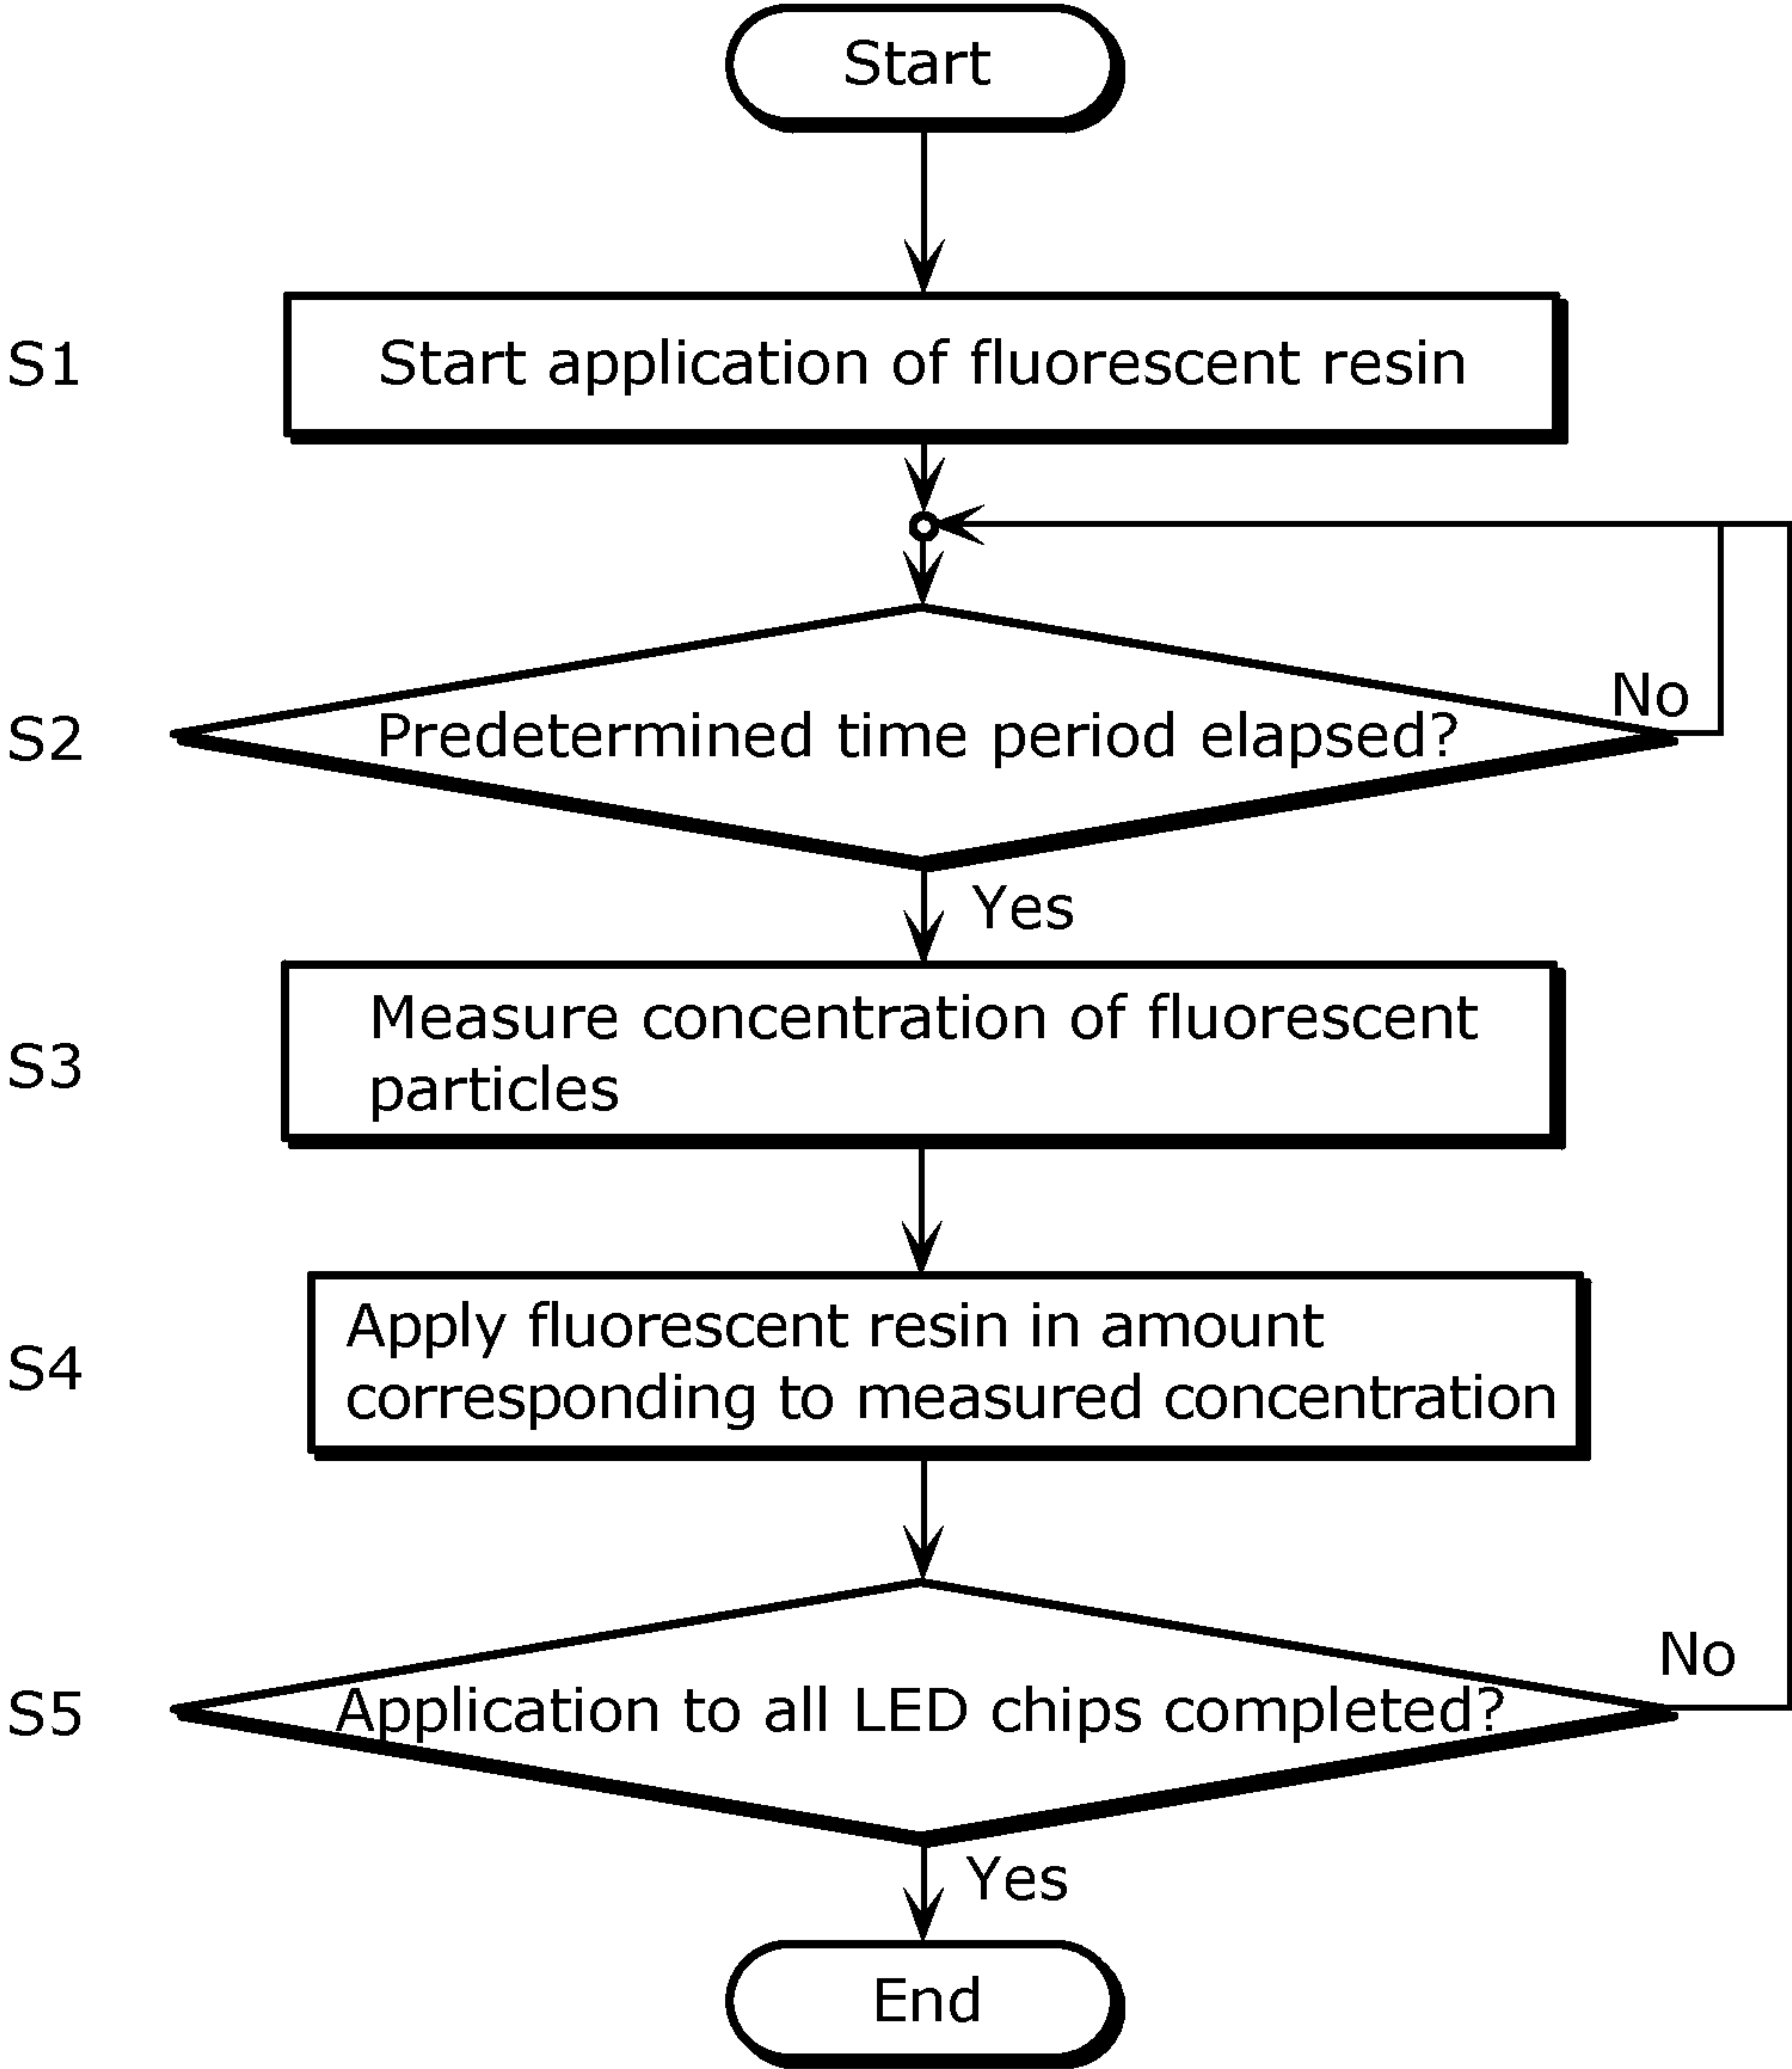 Start
S1
Start application of fluorescent resin
No
S2
Predetermined time period elapsed?
Yes
S3
Measure concentration of fluorescent
particles
S4
Apply fluorescent resin in amount
corresponding to measured concentration
No
S5
Application to all LED chips completed?
Yes
End